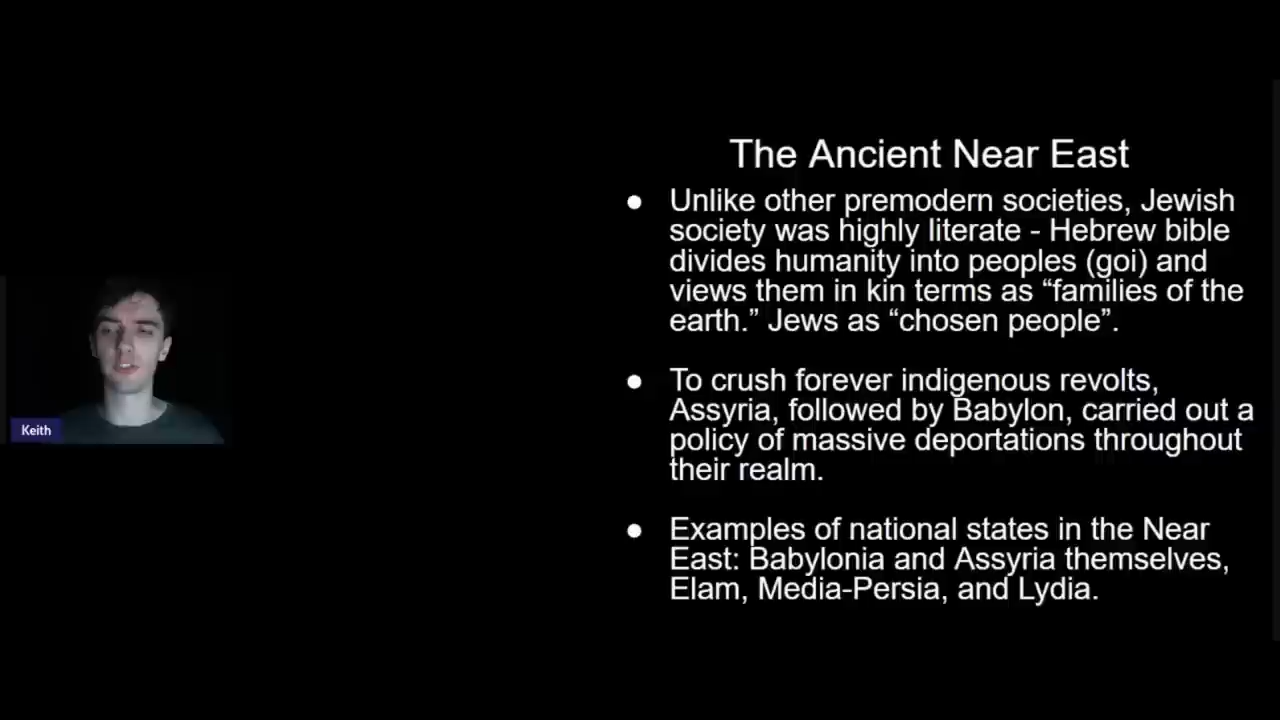 The Ancient Near East
● Unlike other premodern societies, Jewish
society was highly literate - Hebrew bible
divides humanity into peoples (goi) and
views them in kin terms as “families of the
earth.” Jews as “chosen people”.
● To crush forever indigenous revolts,
Assyria, followed by Babylon, carried out a
policy of massive deportations throughout
their realm.
● Examples of national states in the Near
East: Babylonia and Assyria themselves,
Elam, Media-Persia, and Lydia.
Keith